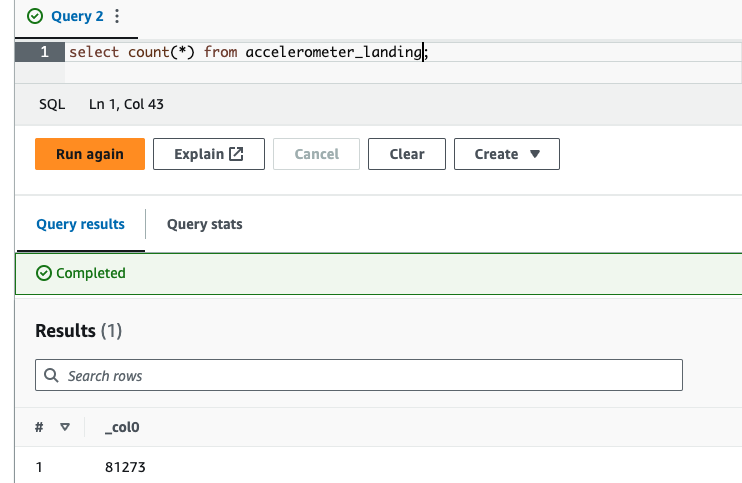 Query 2
1 select count(*) from accelerometer_landing;
SQL Ln 1, Col 43
Run again Explain Cancel Clear Create
Query results Query stats
Completed
Results (1)
Search rows
# _col0
1 81273